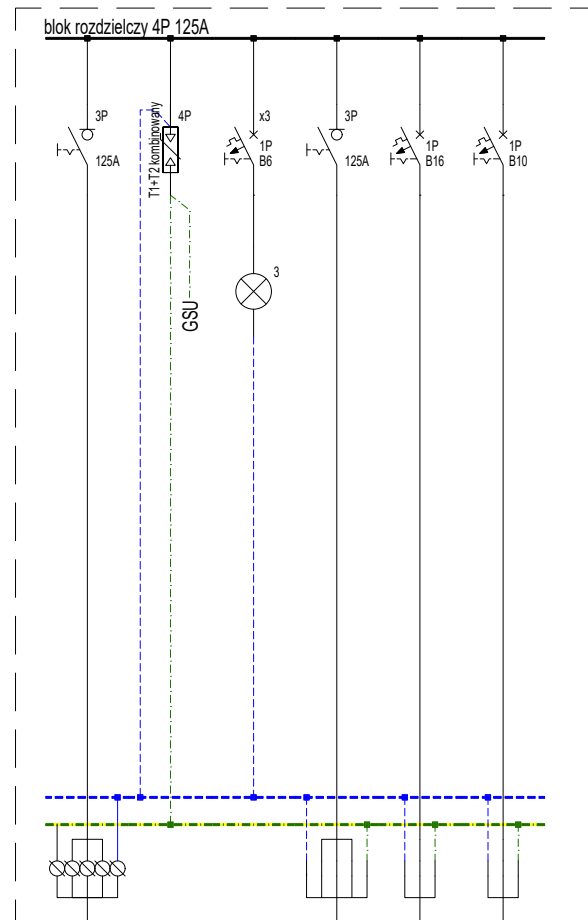 blok rozdzielczy 4P 125A
3P
125A
T1+T2 kombinowany
4P
GSU
x3
1P
B6
3
3P
125A
1P
B16
1P
B10